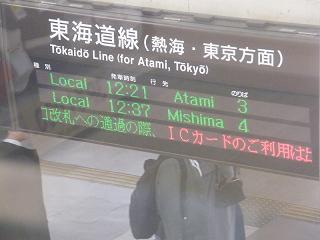 東海道線(熱海・東京方面)
Tōkaidō Line (for Atami, Tōkyō)
種別 発車時刻 行先 のりば
Local 12:21 Atami 3
Local 12:37 Mishima 4
改札への通過の際、ICカードのご利用は